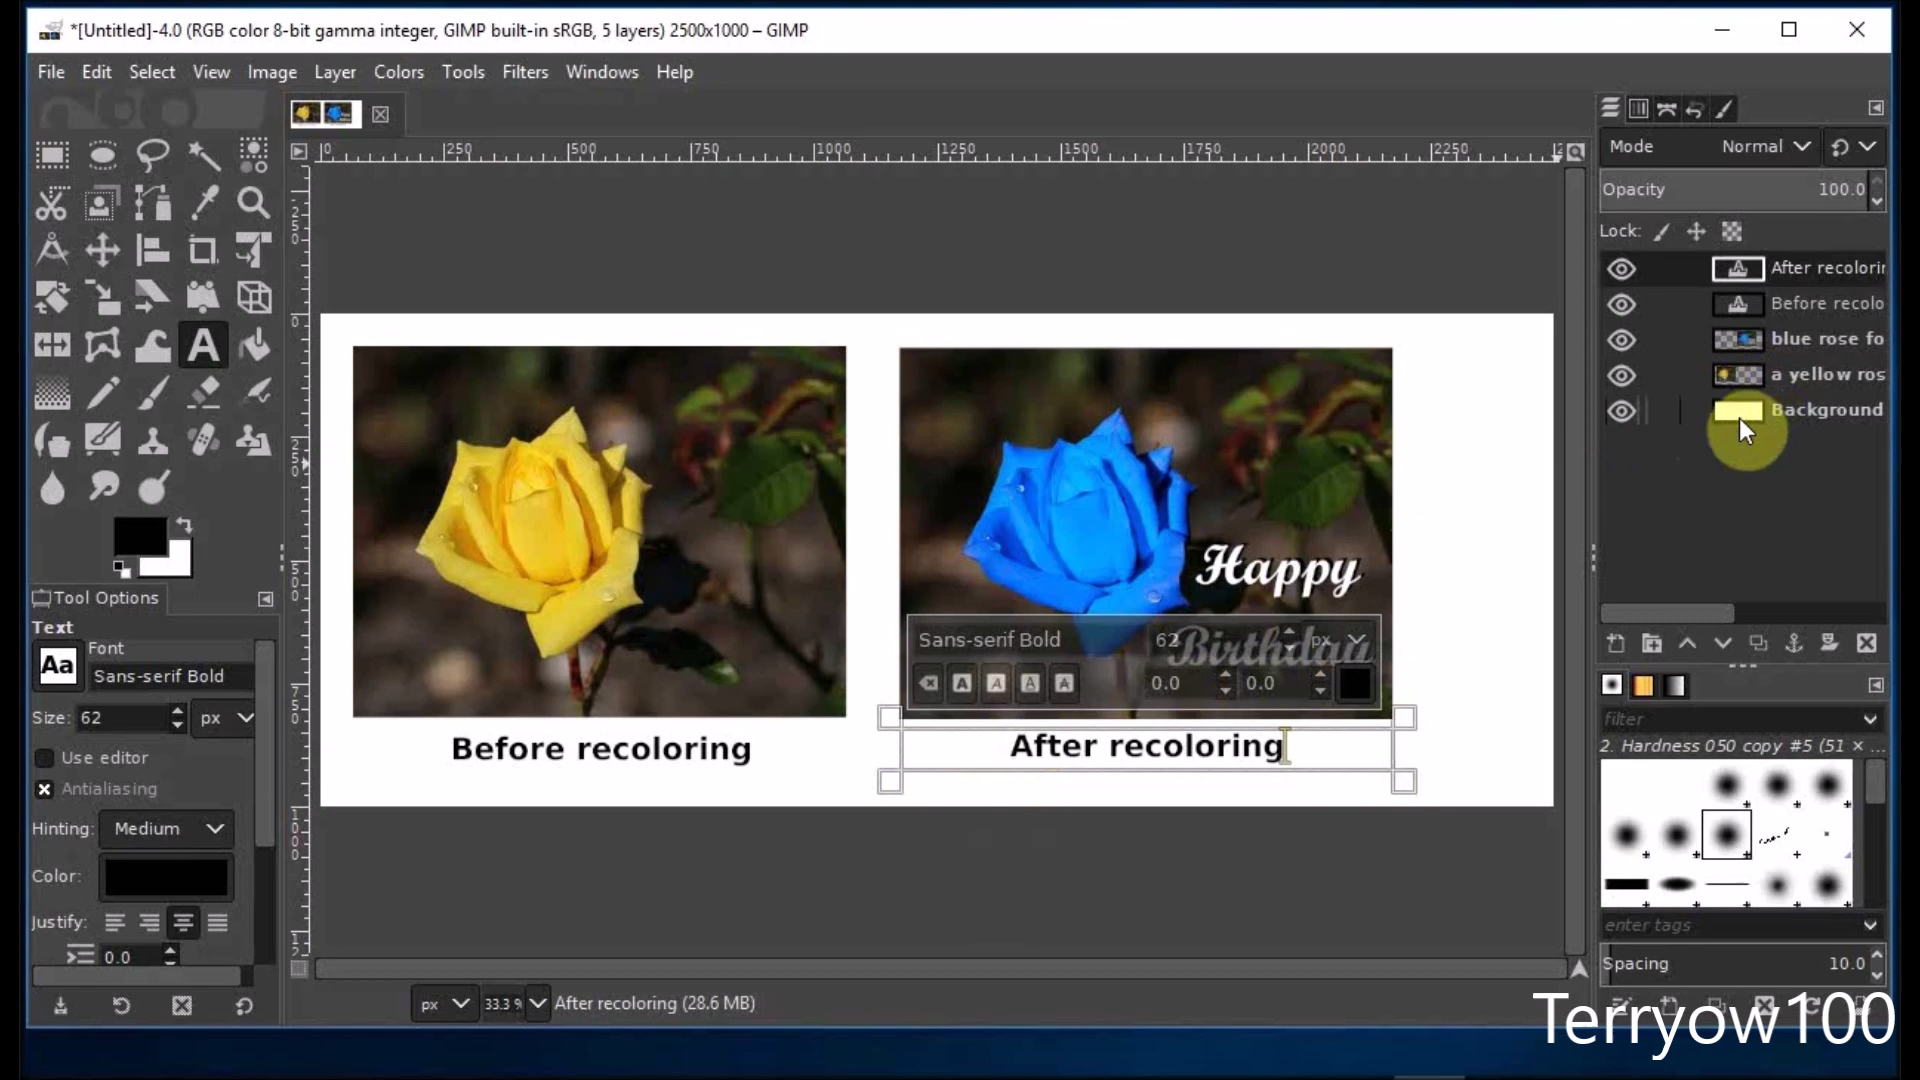 *[Untitled]-4.0 (RGB color 8-bit gamma integer, GIMP built-in sRGB, 5 layers) 2500x1000 – GIMP
File Edit Select View Image Layer Colors Tools Filters Windows Help
0 250 500 750 1000 1250 1500 1750 2000 2250
Mode Normal
Opacity 100.0
Lock:
After recolorin
Before recolo
blue rose fo
a yellow ros
Background
Happy
Birthday
Sans-serif Bold 62 px
0.0 0.0
Before recoloring
After recoloring
Tool Options
Text
Font
Aa Sans-serif Bold
Size: 62 px
Use editor
Antialiasing
Hinting: Medium
Color:
Justify:
0.0
filter
2. Hardness 050 copy #5 (51 × ...
enter tags
Spacing 10.0
px 33.3 % After recoloring (28.6 MB)
Terryow100